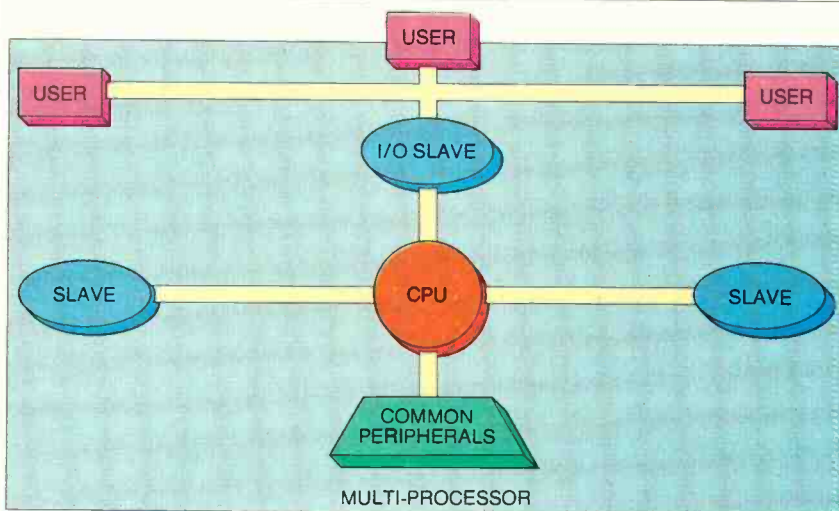 USER
USER
USER
I/O SLAVE
SLAVE
CPU
SLAVE
COMMON
PERIPHERALS
MULTI-PROCESSOR